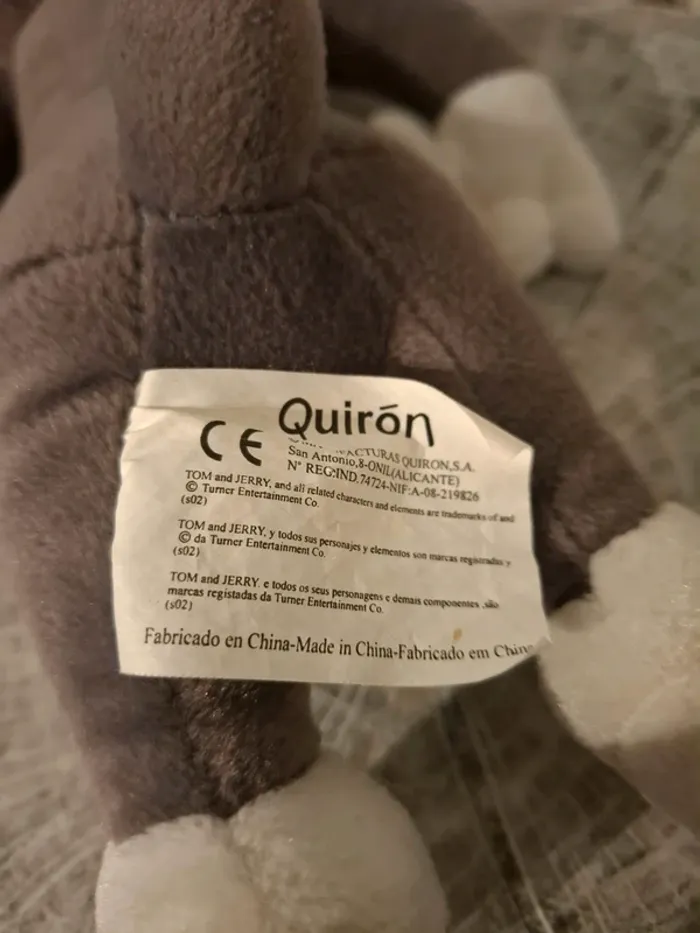 Quirón
CE
QUIRON,S.A.
San Antonio,8-ONIL(ALICANTE)
N° REG:IND.74724-NIF:A-08-219826
TOM and JERRY, and all related characters and elements are trademarks of and
© Turner Entertainment Co.
(s02)
TOM and JERRY, y todos sus personajes y elementos son marcas registradas y
© da Turner Entertainment Co.
(s02)
TOM and JERRY. e todos os seus personagens e demais componentes ,são
marcas registadas da Turner Entertainment Co.
(s02)
Fabricado en China-Made in China-Fabricado em China